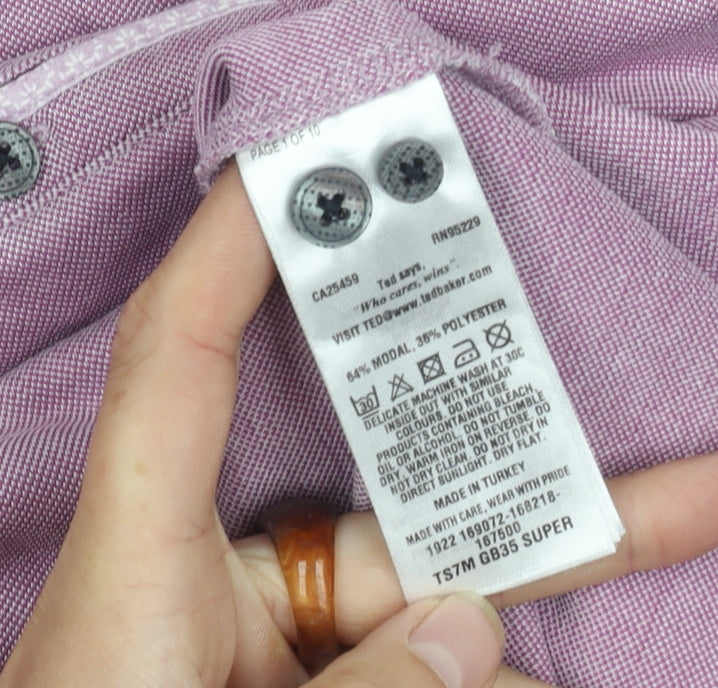 PAGE 1 OF 10
CA25459 RN95229
Ted says,
"Who cares, wins".
VISIT TED@www.tedbaker.com
64% MODAL, 36% POLYESTER
30
DELICATE MACHINE WASH AT 30C
INSIDE OUT WITH SIMILAR
COLOURS. DO NOT USE
PRODUCTS CONTAINING BLEACH,
OIL OR ALCOHOL. DO NOT TUMBLE
DRY. WARM IRON ON REVERSE. DO
NOT DRY CLEAN. DO NOT DRY IN
DIRECT SUNLIGHT. DRY FLAT.
MADE IN TURKEY
MADE WITH CARE, WEAR WITH PRIDE
1922 169072-168218-
167500
TS7M GB35 SUPER